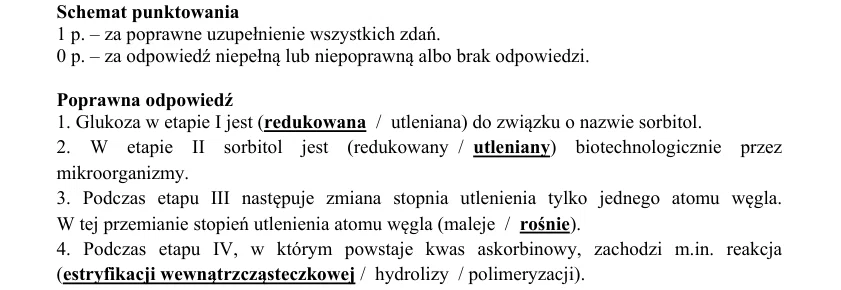 Schemat punktowania
1 p. – za poprawne uzupełnienie wszystkich zdań.
0 p. – za odpowiedź niepełną lub niepoprawną albo brak odpowiedzi.
Poprawna odpowiedź
1. Glukoza w etapie I jest (redukowana / utleniana) do związku o nazwie sorbitol.
2. W etapie II sorbitol jest (redukowany / utleniany) biotechnologicznie przez
mikroorganizmy.
3. Podczas etapu III następuje zmiana stopnia utlenienia tylko jednego atomu węgla.
W tej przemianie stopień utlenienia atomu węgla (maleje / rośnie).
4. Podczas etapu IV, w którym powstaje kwas askorbinowy, zachodzi m.in. reakcja
(estryfikacji wewnątrzcząsteczkowej / hydrolizy / polimeryzacji).